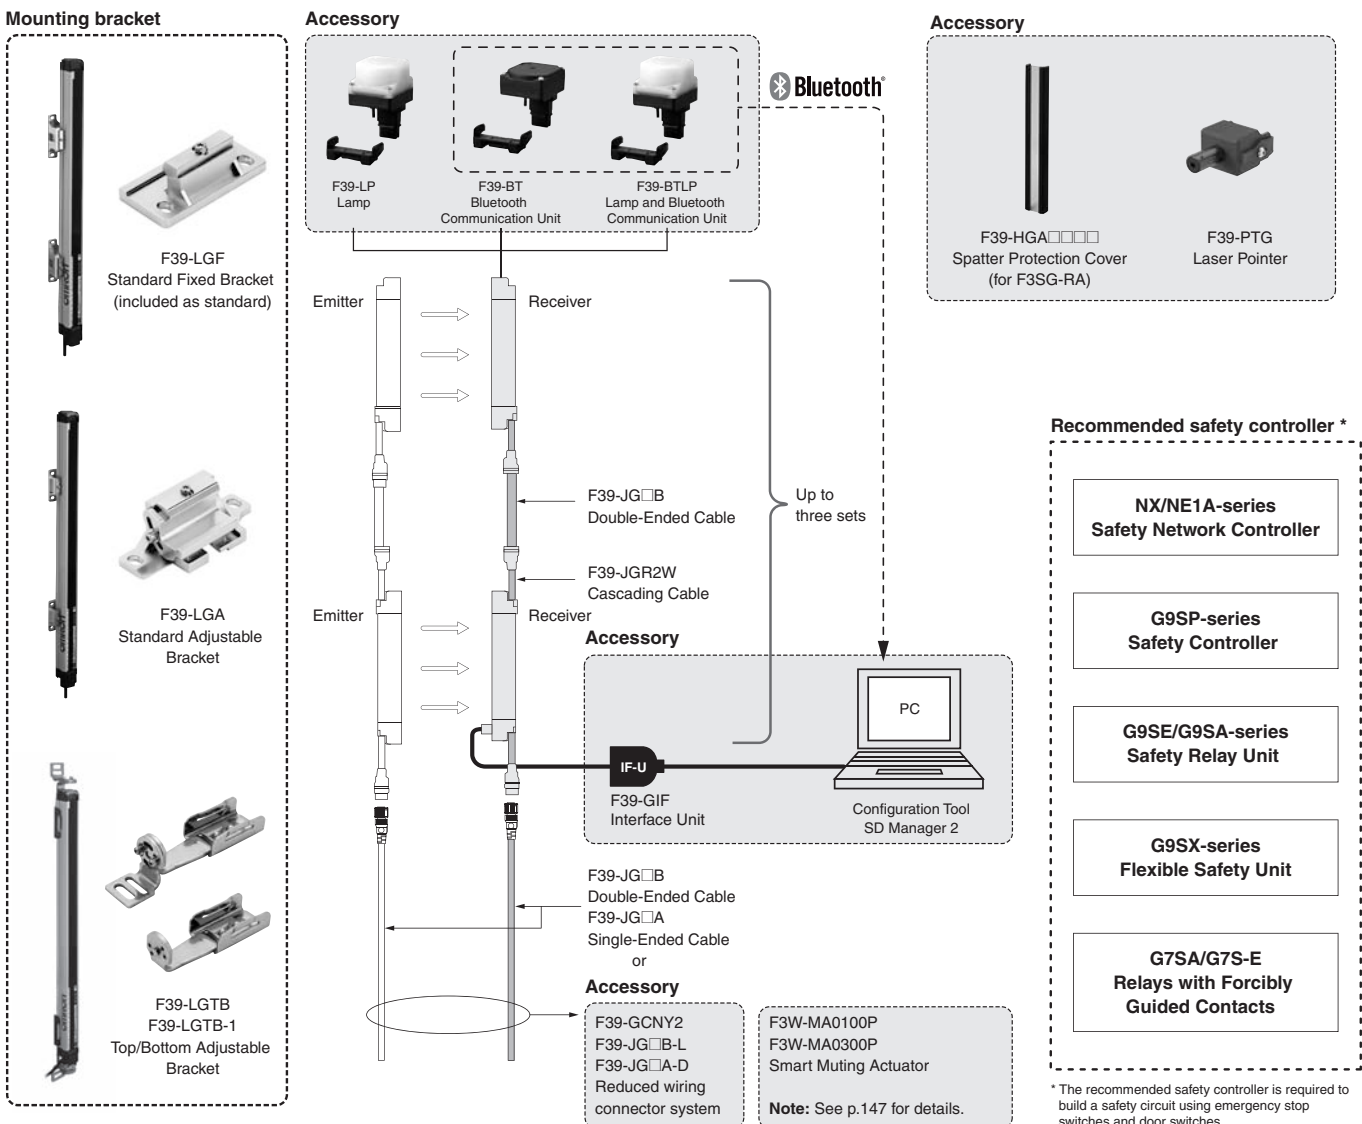 Mounting bracket
F39-LGF
Standard Fixed Bracket
(included as standard)
F39-LGA
Standard Adjustable
Bracket
F39-LGTB
F39-LGTB-1
Top/Bottom Adjustable
Bracket
Accessory
F39-LP
Lamp
F39-BT
Bluetooth
Communication Unit
F39-BTLP
Lamp and Bluetooth
Communication Unit
Bluetooth®
Accessory
F39-HGA□□□□
Spatter Protection Cover
(for F3SG-RA)
F39-PTG
Laser Pointer
Emitter
Receiver
F39-JG□B
Double-Ended Cable
Up to
three sets
F39-JGR2W
Cascading Cable
Emitter
Receiver
Accessory
PC
IF-U
F39-GIF
Interface Unit
Configuration Tool
SD Manager 2
F39-JG□B
Double-Ended Cable
F39-JG□A
Single-Ended Cable
or
Accessory
F39-GCNY2
F39-JG□B-L
F39-JG□A-D
Reduced wiring
connector system
F3W-MA0100P
F3W-MA0300P
Smart Muting Actuator
Note: See p.147 for details.
Recommended safety controller *
NX/NE1A-series
Safety Network Controller
G9SP-series
Safety Controller
G9SE/G9SA-series
Safety Relay Unit
G9SX-series
Flexible Safety Unit
G7SA/G7S-E
Relays with Forcibly
Guided Contacts
* The recommended safety controller is required to
build a safety circuit using emergency stop
switches and door switches.
OMRON
OMRON